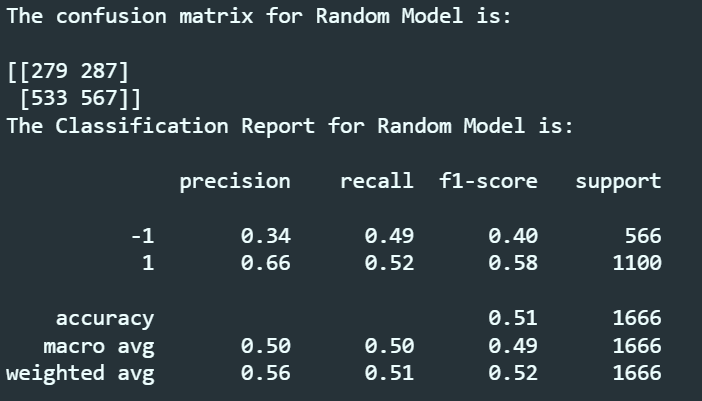 The confusion matrix for Random Model is:
[[279 287]
[533 567]]
The Classification Report for Random Model is:
precision recall f1-score support
-1 0.34 0.49 0.40 566
1 0.66 0.52 0.58 1100
accuracy 0.51 1666
macro avg 0.50 0.50 0.49 1666
weighted avg 0.56 0.51 0.52 1666